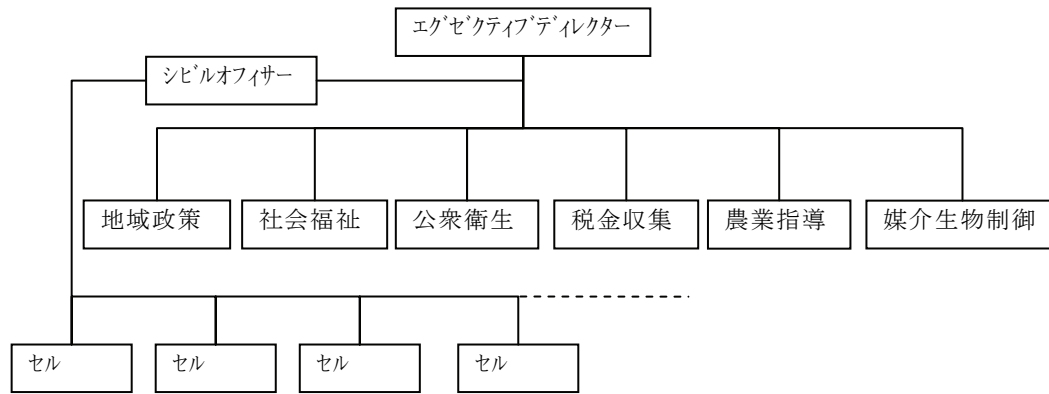 ｴｸﾞｾﾞｸﾃｨﾌﾞﾃﾞｨﾚｸﾀｰ
ｼﾋﾞﾙｵﾌｨｻｰ
地域政策
社会福祉
公衆衛生
税金収集
農業指導
媒介生物制御
ｾﾙ
ｾﾙ
ｾﾙ
ｾﾙ